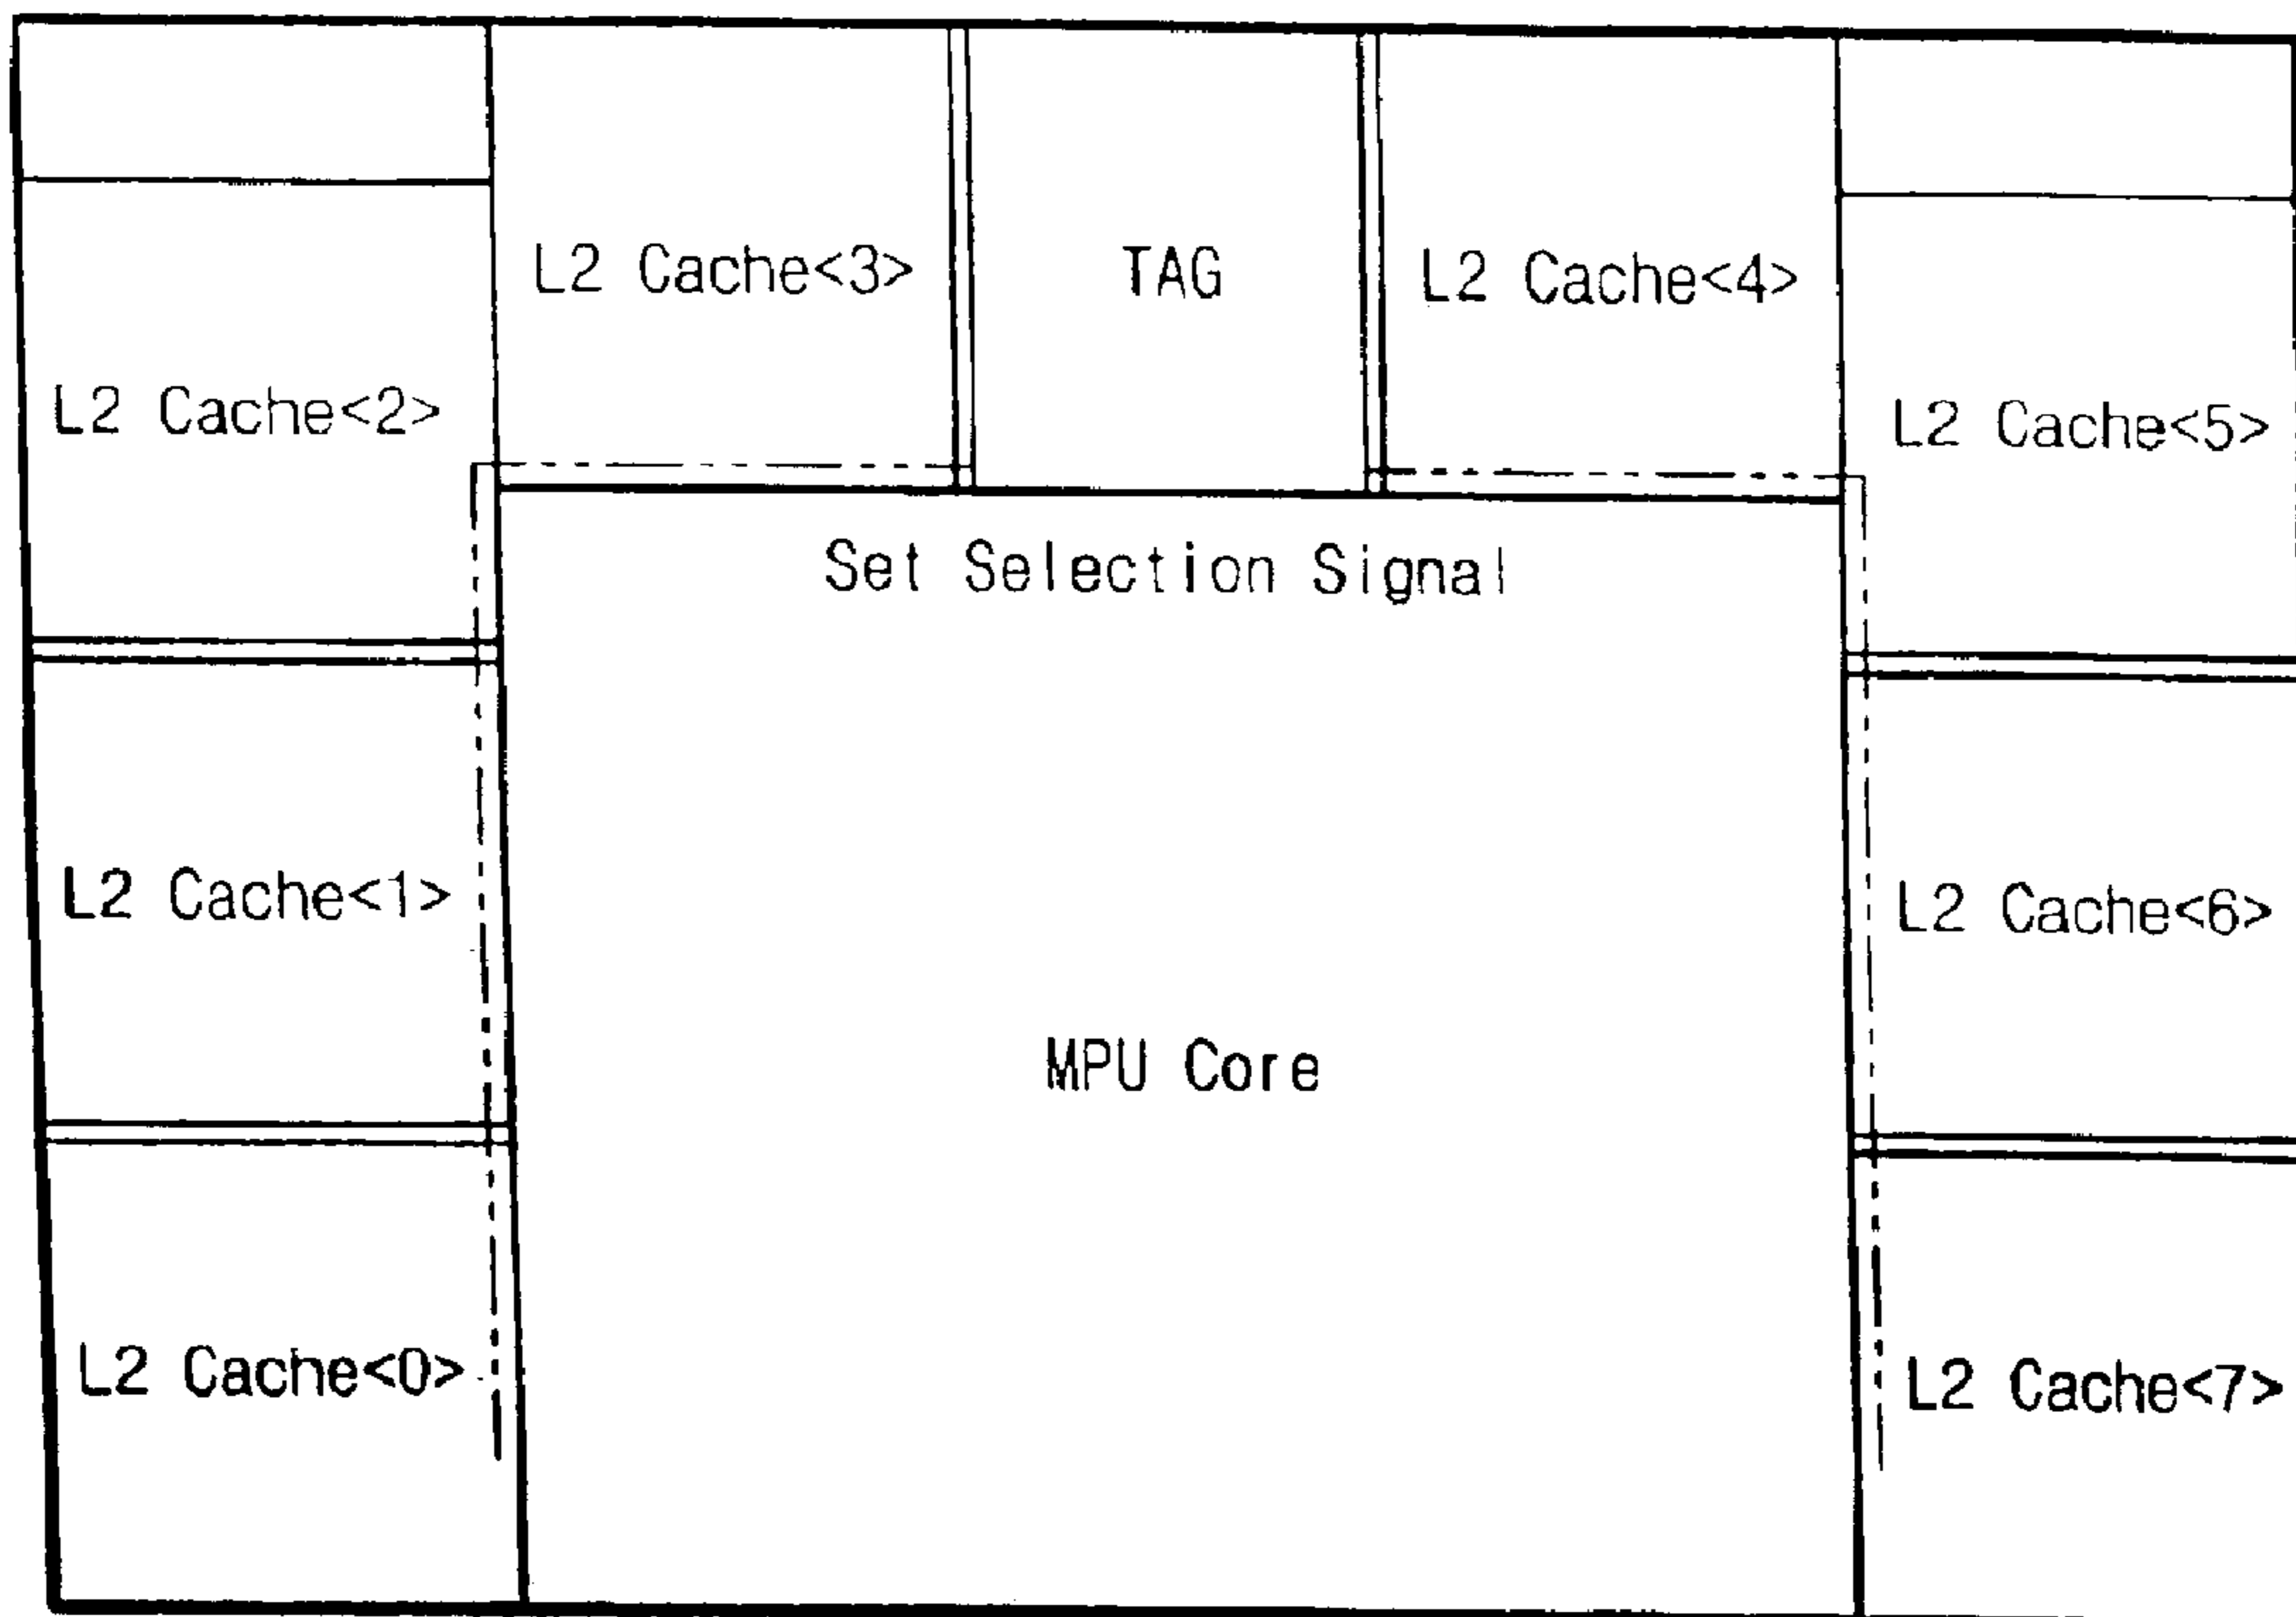 L2 Cache<3>
TAG
L2 Cache<4>
L2 Cache<2>
L2 Cache<5>
Set Selection Signal
L2 Cache<1>
L2 Cache<6>
MPU Core
L2 Cache<0>
L2 Cache<7>